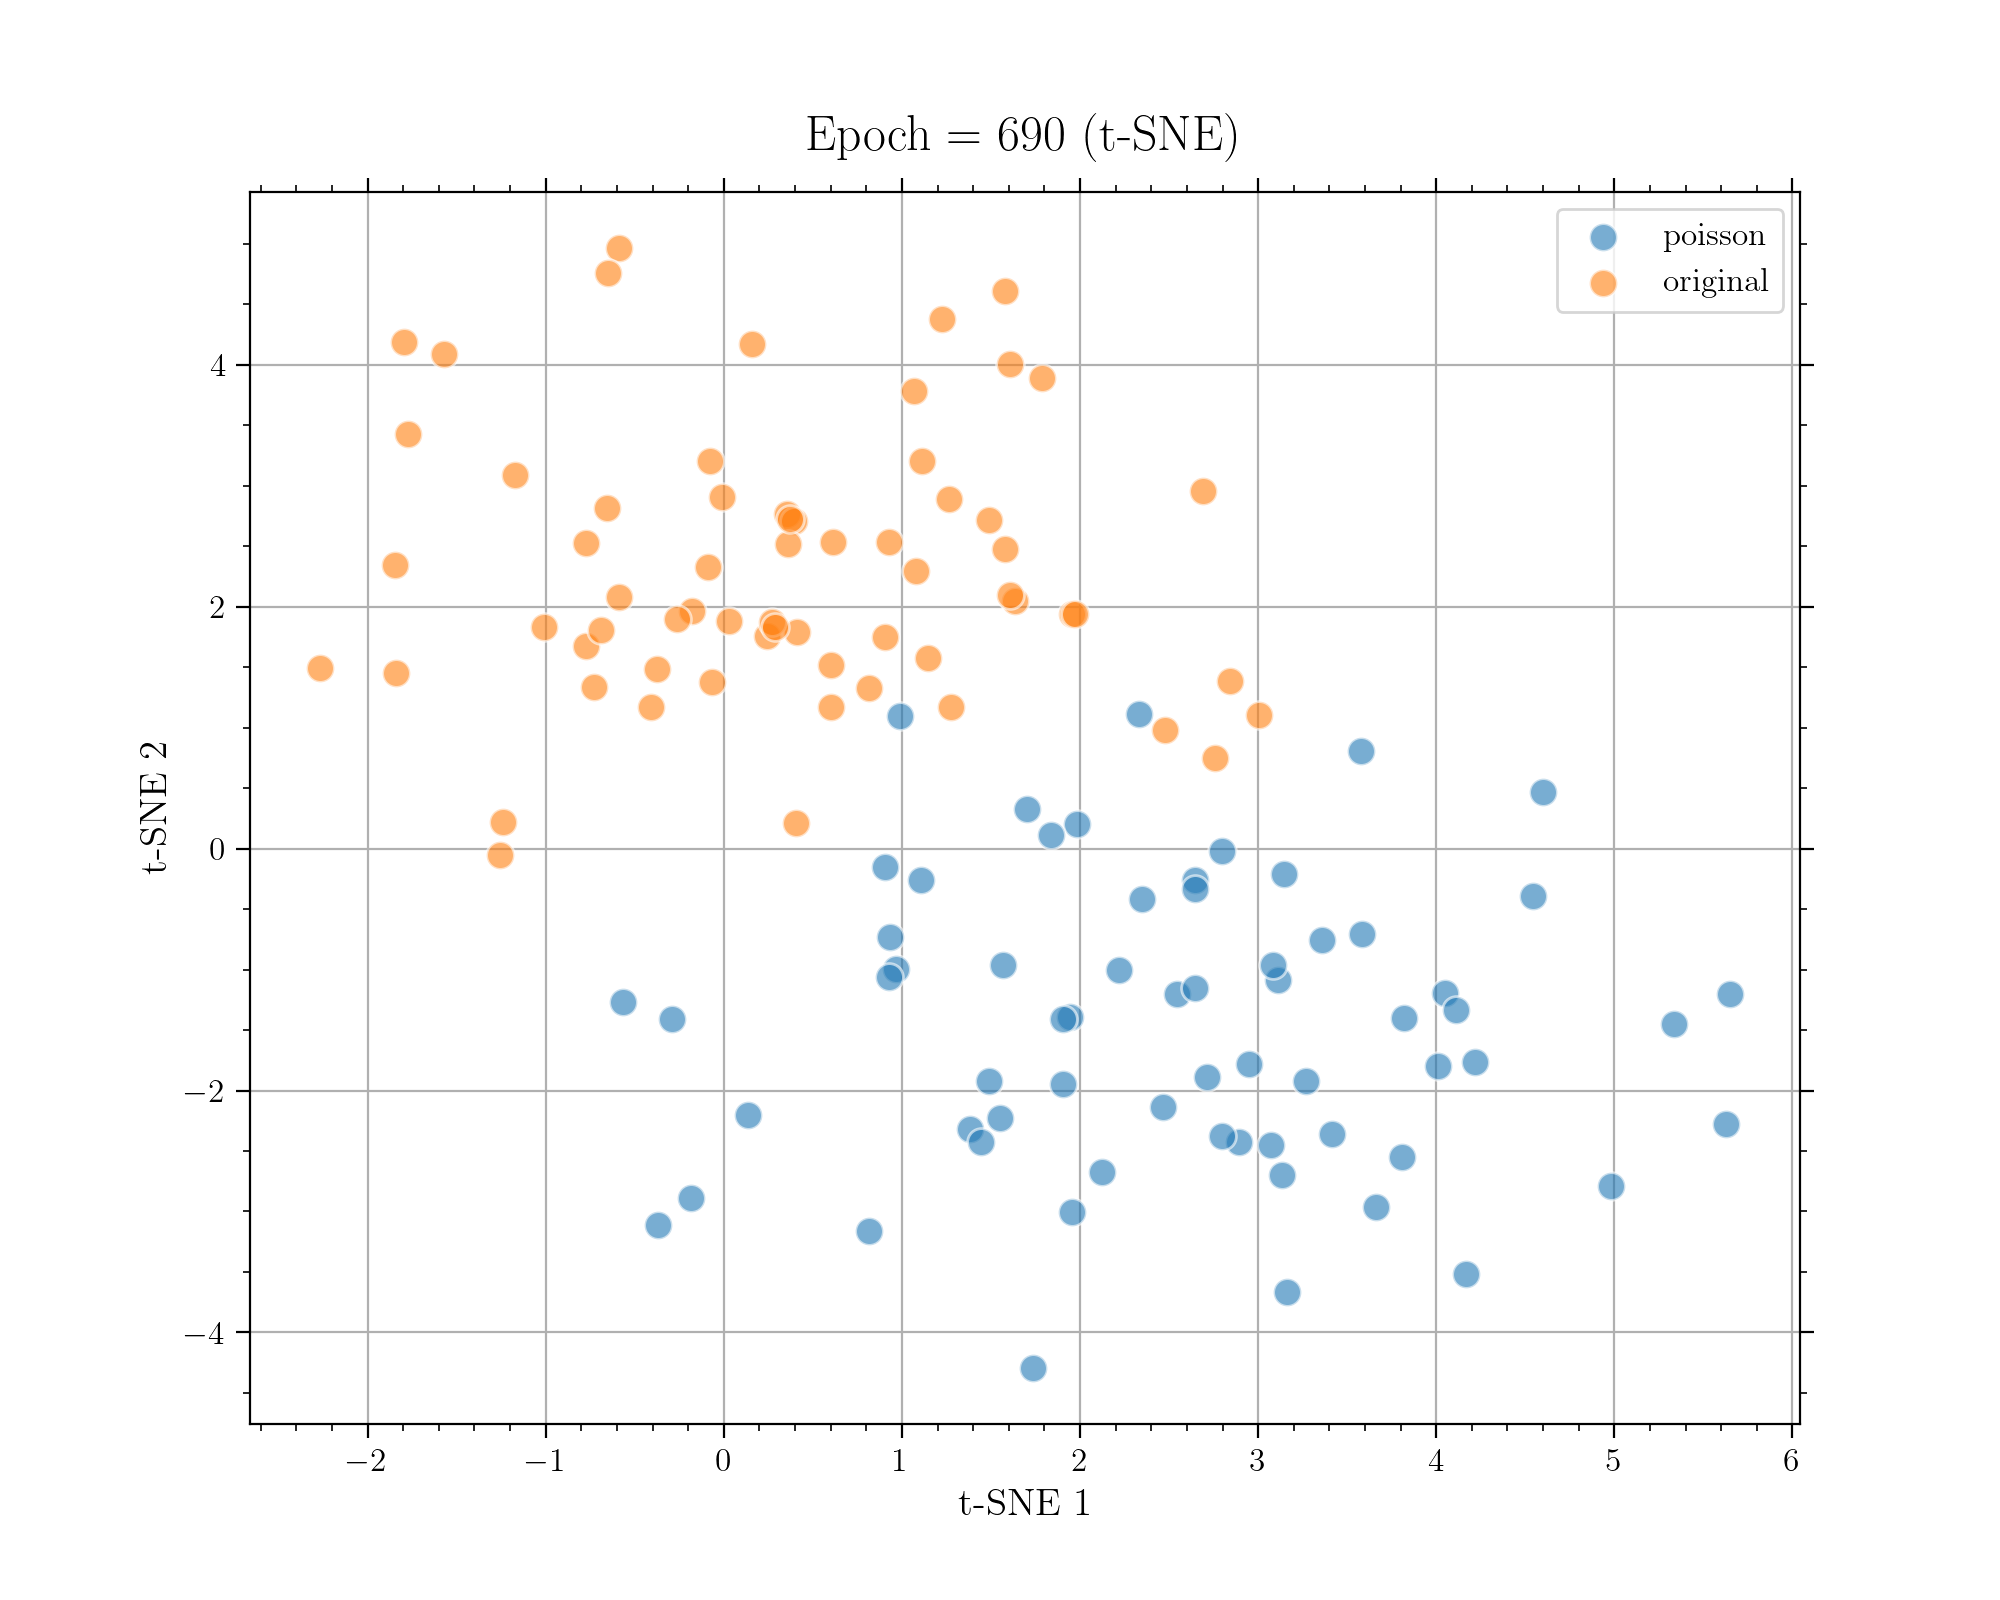 Epoch = 690 (t-SNE)
poisson
original
t-SNE 2
4
2
0
−2
−4
−2 −1 0 1 2 3 4 5 6
t-SNE 1